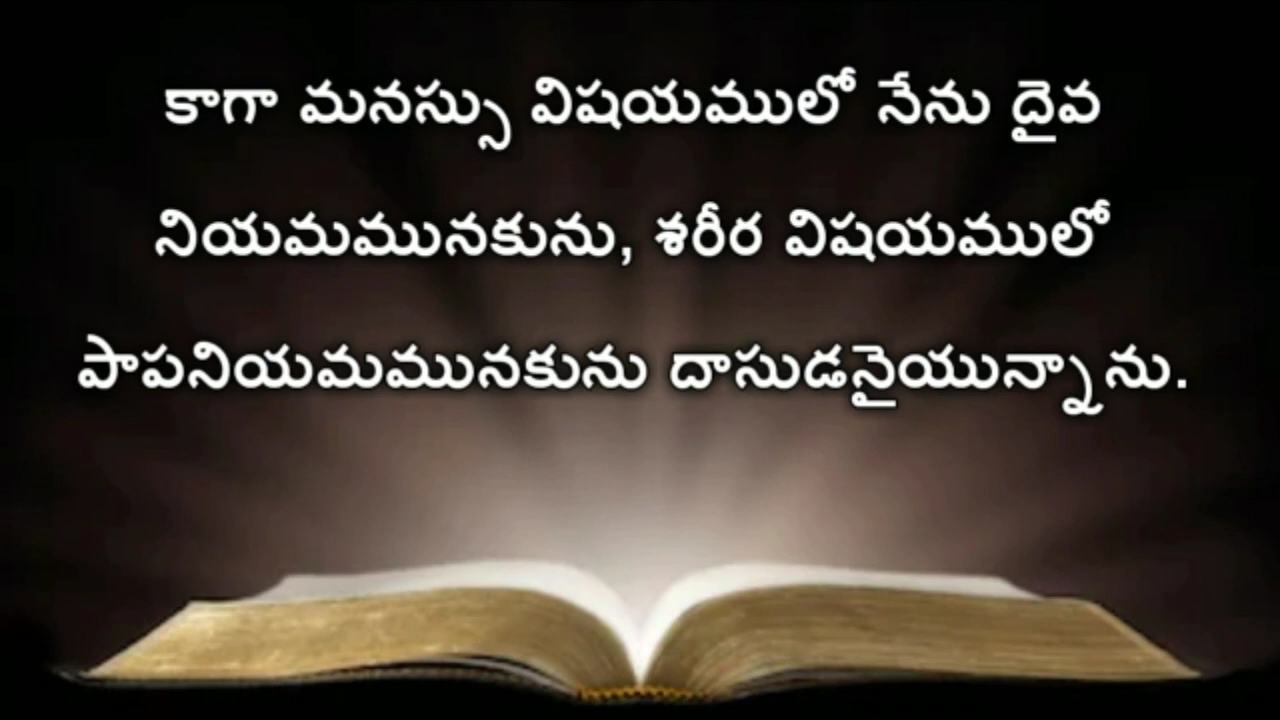 కాగా మనస్సు విషయములో నేను దైవ
నియమమునకును, శరీర విషయములో
పాపనియమమునకును దాసుడనైయున్నాను.